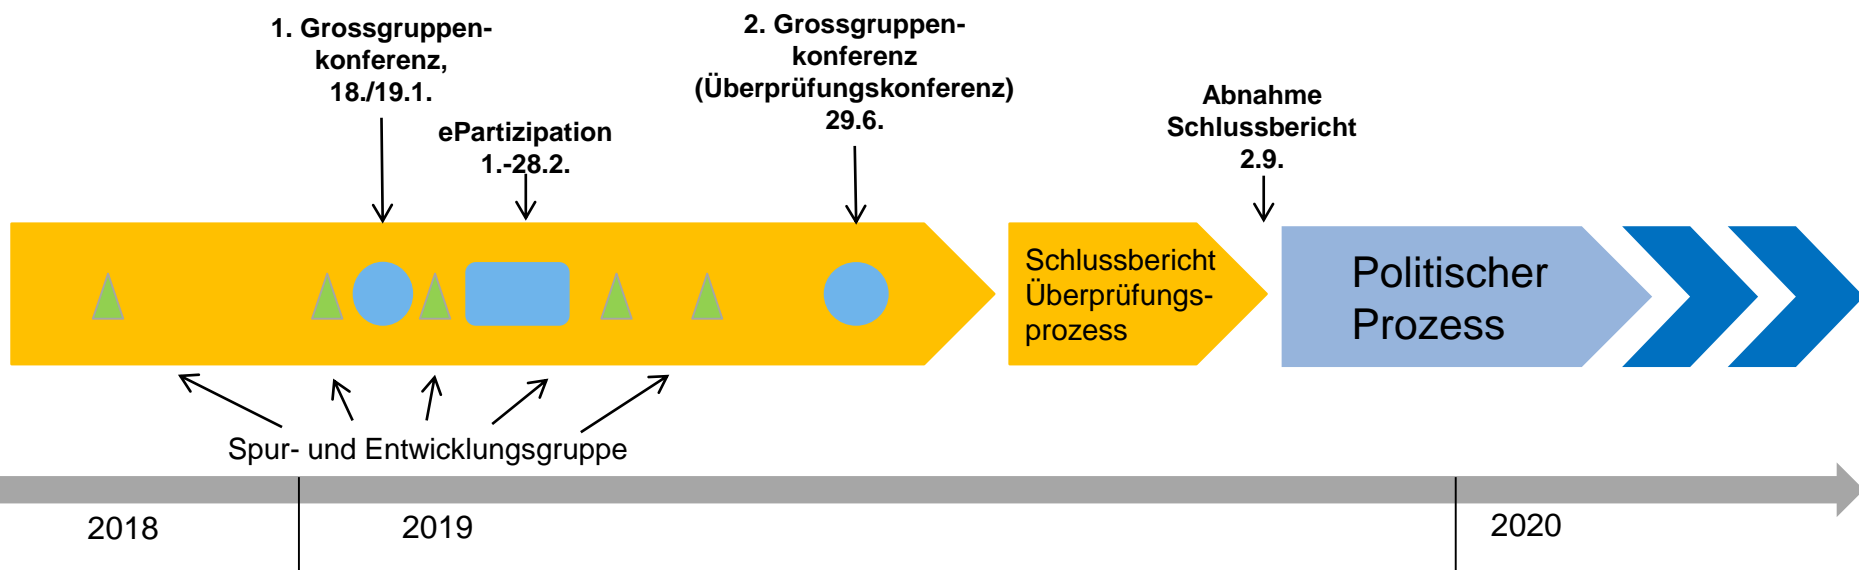 1. Grossgruppen-
konferenz,
18./19.1.
ePartizipation
1.-28.2.
2. Grossgruppen-
konferenz
(Überprüfungskonferenz)
29.6.
Abnahme
Schlussbericht
2.9.
Schlussbericht
Überprüfungs-
prozess
Politischer
Prozess
Spur- und Entwicklungsgruppe
2018
2019
2020